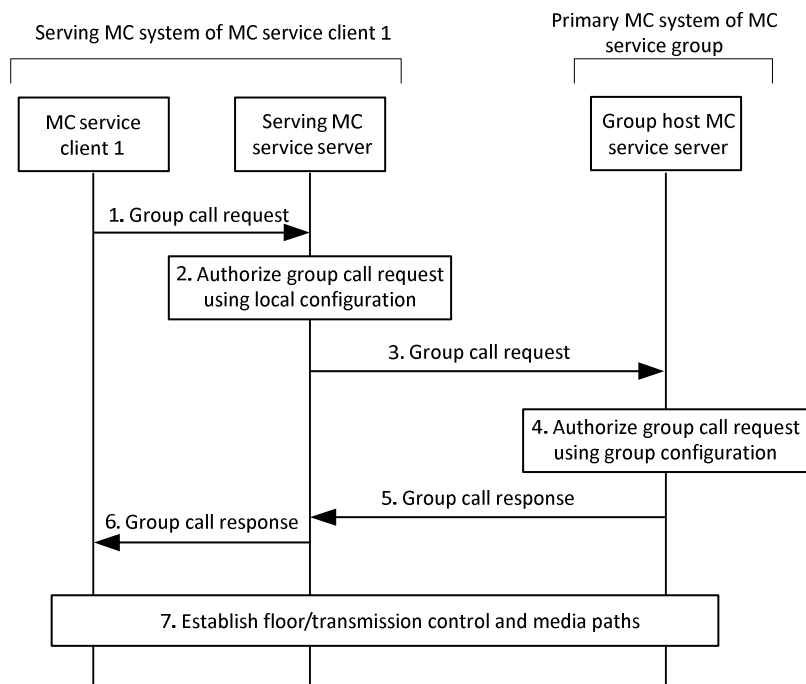 Serving MC system of MC service client 1
Primary MC system of MC
service group
MC service
client 1
Serving MC
service server
Group host MC
service server
1. Group call request
2. Authorize group call request
using local configuration
3. Group call request
4. Authorize group call request
using group configuration
5. Group call response
6. Group call response
7. Establish floor/transmission control and media paths